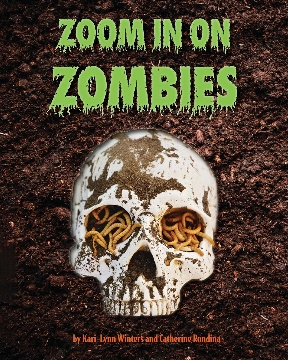 ZOOM IN ON
ZOMBIES
by Kari-Lynn Winters and Catherine Rondina